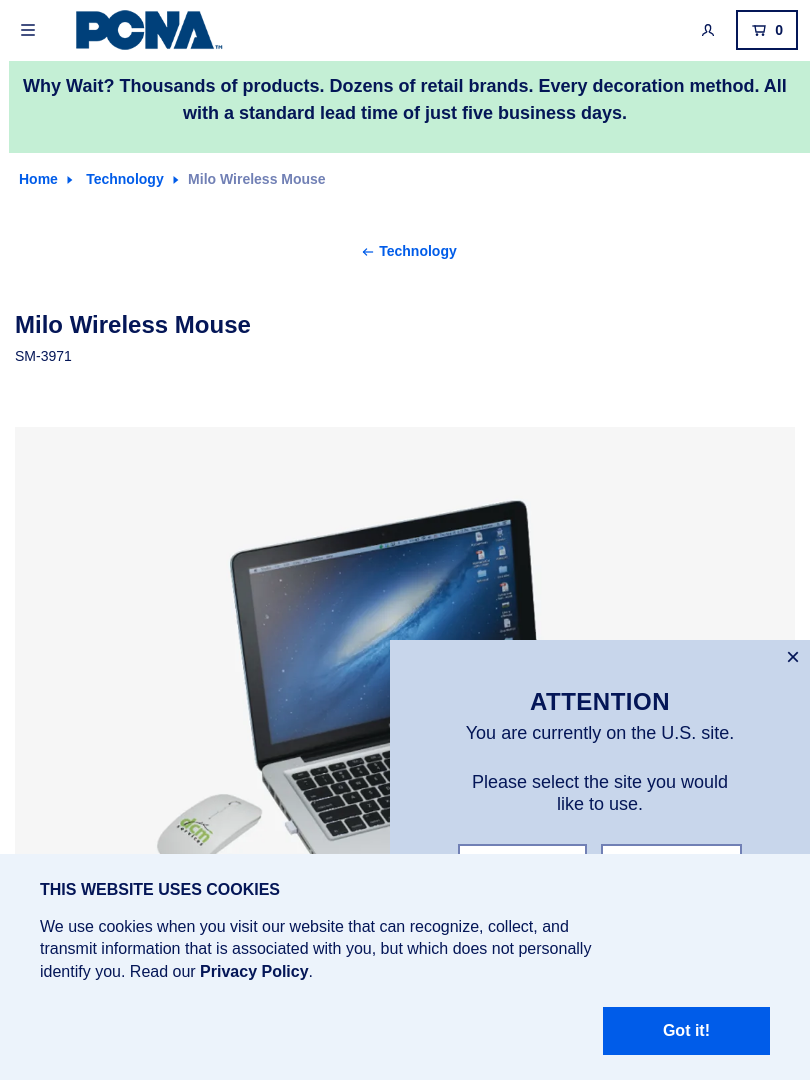 PCNA™
0
Why Wait? Thousands of products. Dozens of retail brands. Every decoration method. All
with a standard lead time of just five business days.
Home
Technology
Milo Wireless Mouse
Technology
Milo Wireless Mouse
SM-3971
dcm
SERVICES
ATTENTION
You are currently on the U.S. site.
Please select the site you would
like to use.
THIS WEBSITE USES COOKIES
We use cookies when you visit our website that can recognize, collect, and
transmit information that is associated with you, but which does not personally
identify you. Read our Privacy Policy.
Got it!